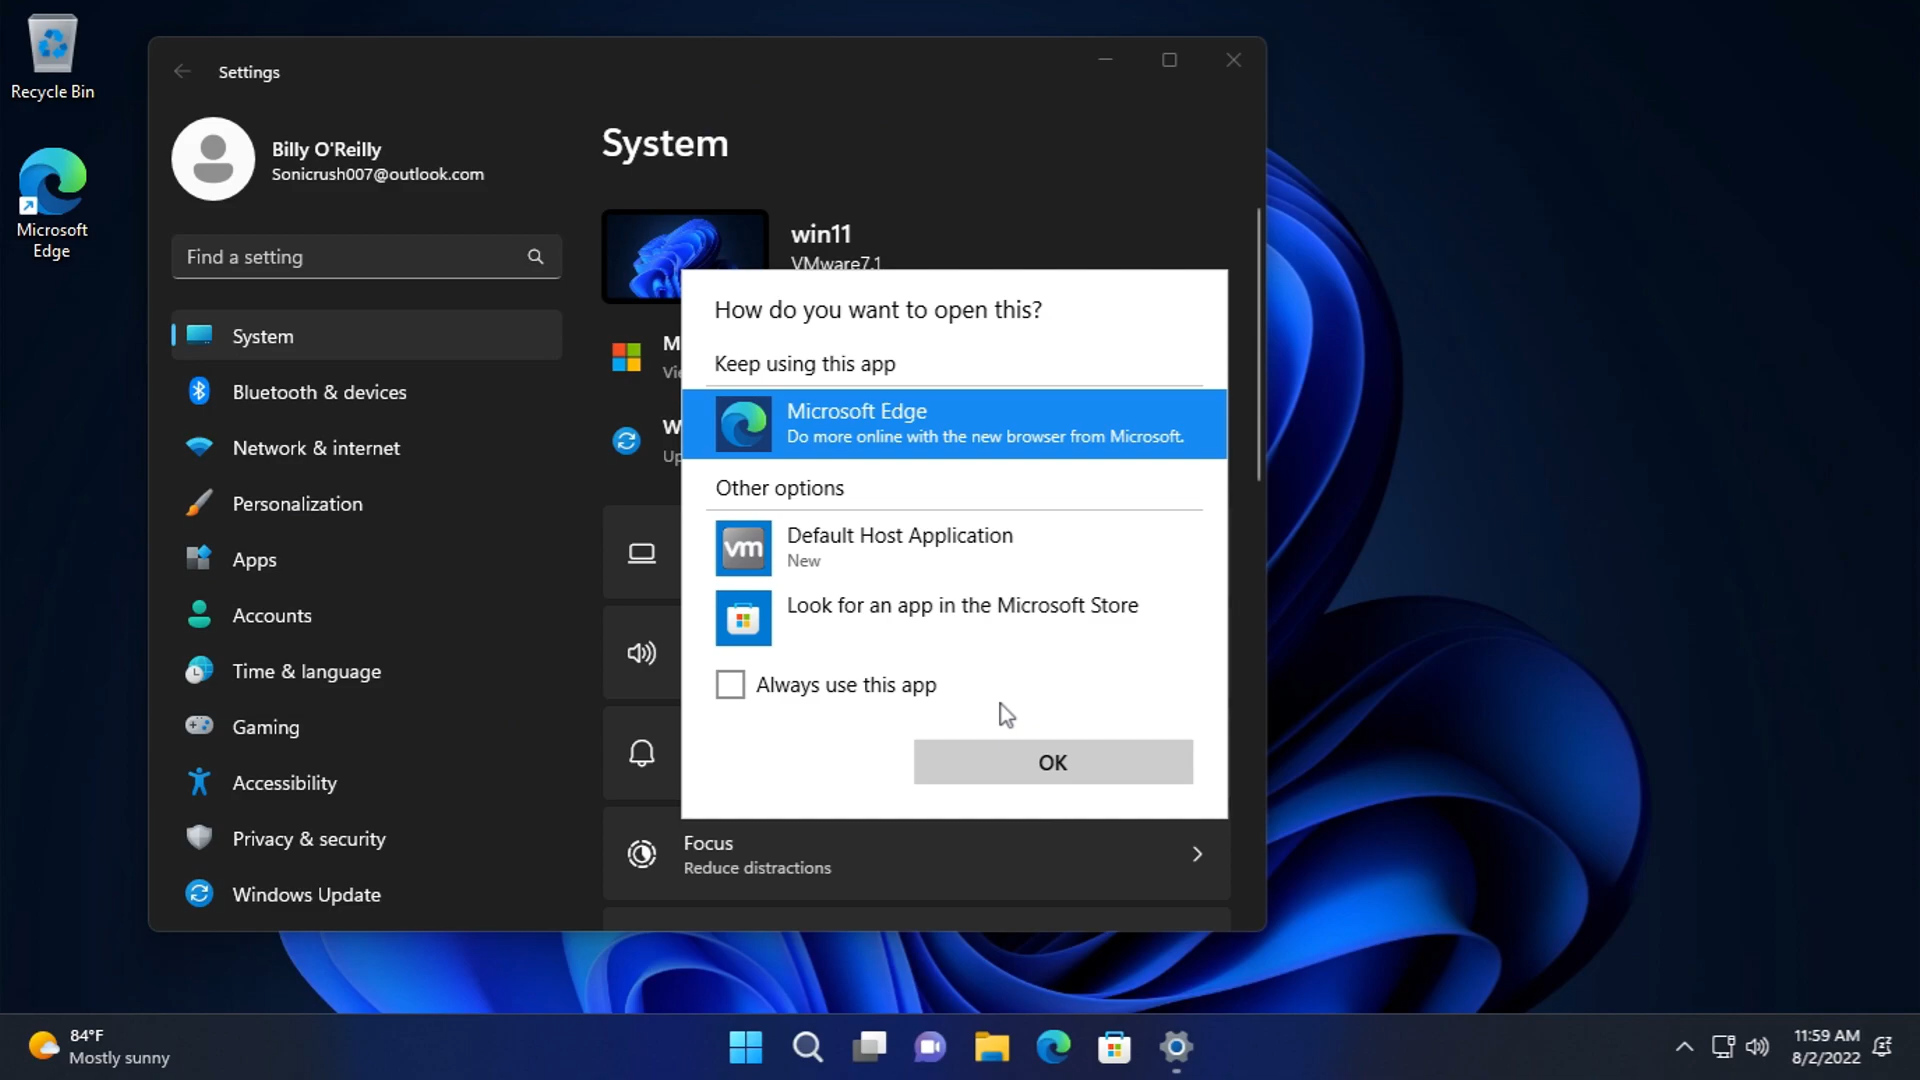 Recycle Bin
Microsoft
Edge
Settings
Billy O'Reilly
Sonicrush007@outlook.com
Find a setting
System
Bluetooth & devices
Network & internet
Personalization
Apps
Accounts
Time & language
Gaming
Accessibility
Privacy & security
Windows Update
System
win11
VMware7,1
M
Vie
W
Up
How do you want to open this?
Keep using this app
Microsoft Edge
Do more online with the new browser from Microsoft.
Other options
vm
Default Host Application
New
Look for an app in the Microsoft Store
Always use this app
OK
Focus
Reduce distractions
84°F
Mostly sunny
11:59 AM
8/2/2022